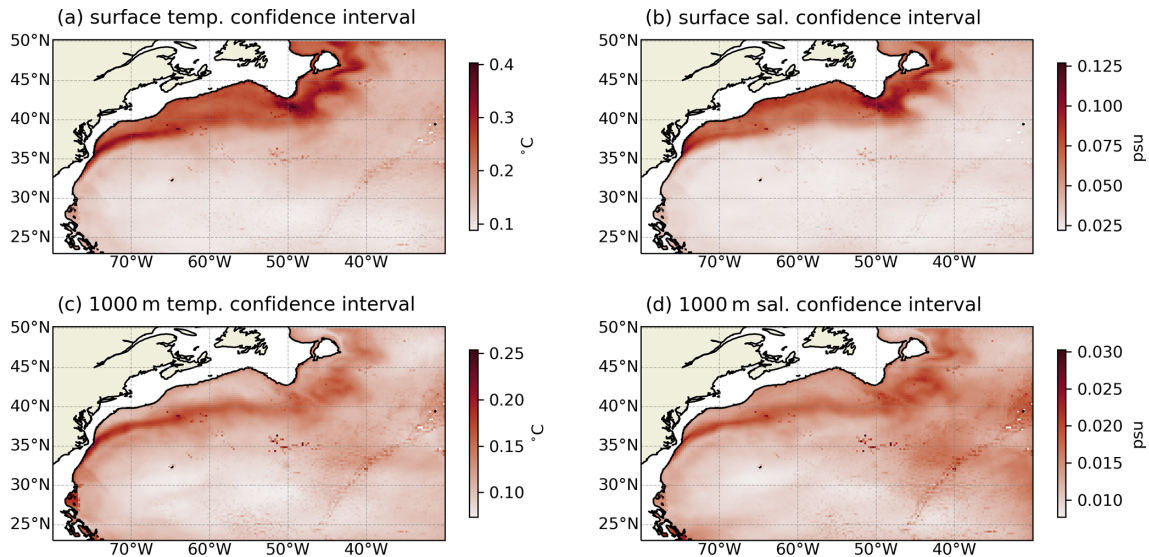 (a) surface temp. confidence interval
50°N
45°N
40°N
35°N
30°N
25°N
70°W 60°W 50°W 40°W
0.4
0.3
0.2
0.1
°C
(b) surface sal. confidence interval
50°N
45°N
40°N
35°N
30°N
25°N
70°W 60°W 50°W 40°W
0.125
0.100
0.075
0.050
0.025
psu
(c) 1000 m temp. confidence interval
50°N
45°N
40°N
35°N
30°N
25°N
70°W 60°W 50°W 40°W
0.25
0.20
0.15
0.10
°C
(d) 1000 m sal. confidence interval
50°N
45°N
40°N
35°N
30°N
25°N
70°W 60°W 50°W 40°W
0.030
0.025
0.020
0.015
0.010
psu